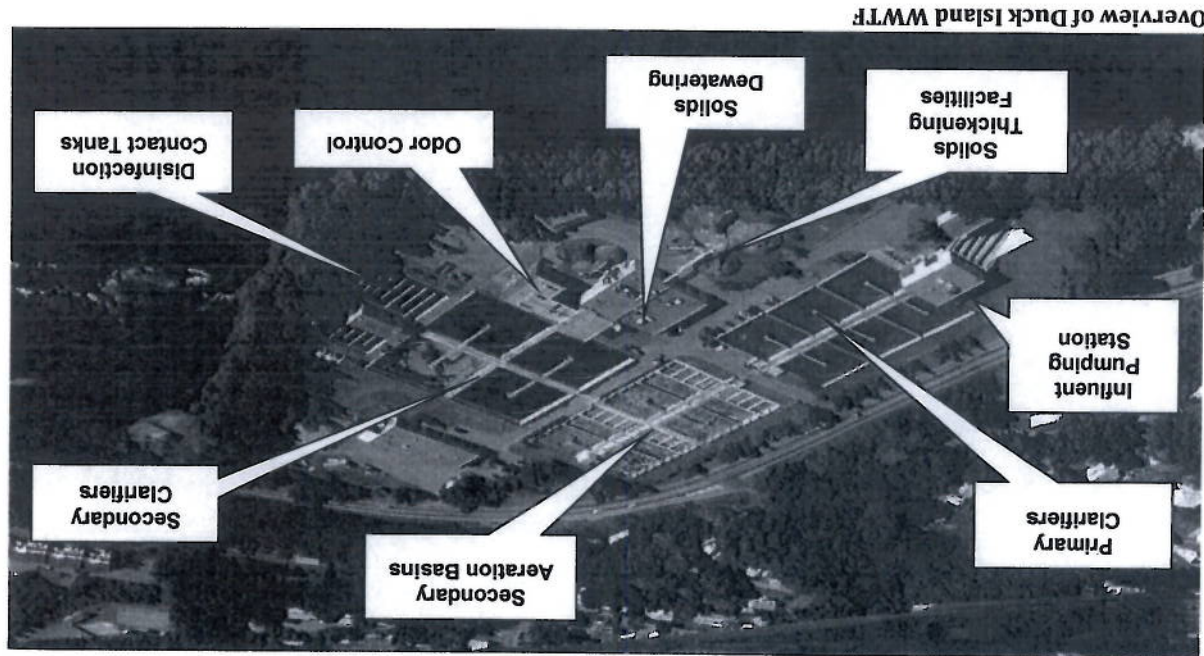 Primary
Clarifiers
Secondary
Aeration Basins
Secondary
Clarifiers
Influent
Pumping
Station
Solids
Thickening
Facilities
Solids
Dewatering
Odor Control
Disinfection
Contact Tanks
Overview of Duck Island WWTF